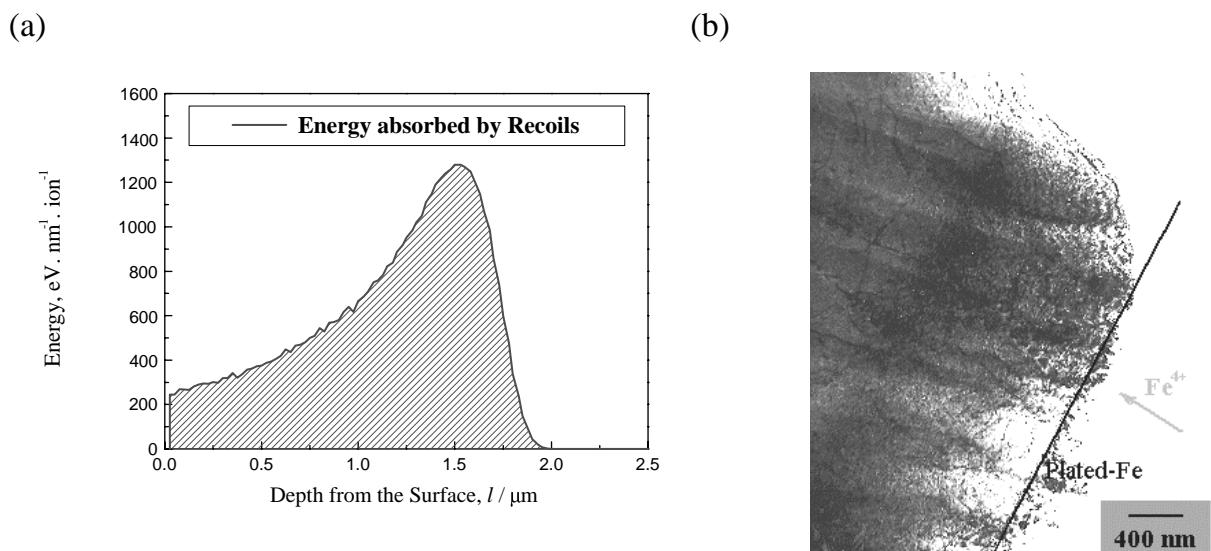 (a)
(b)
1600
1400
1200
1000
800
600
400
200
0
Energy absorbed by Recoils
Energy, eV. nm⁻¹. ion⁻¹
0.0 0.5 1.0 1.5 2.0 2.5
Depth from the Surface, l / μm
Fe⁴⁺
Plated-Fe
400 nm